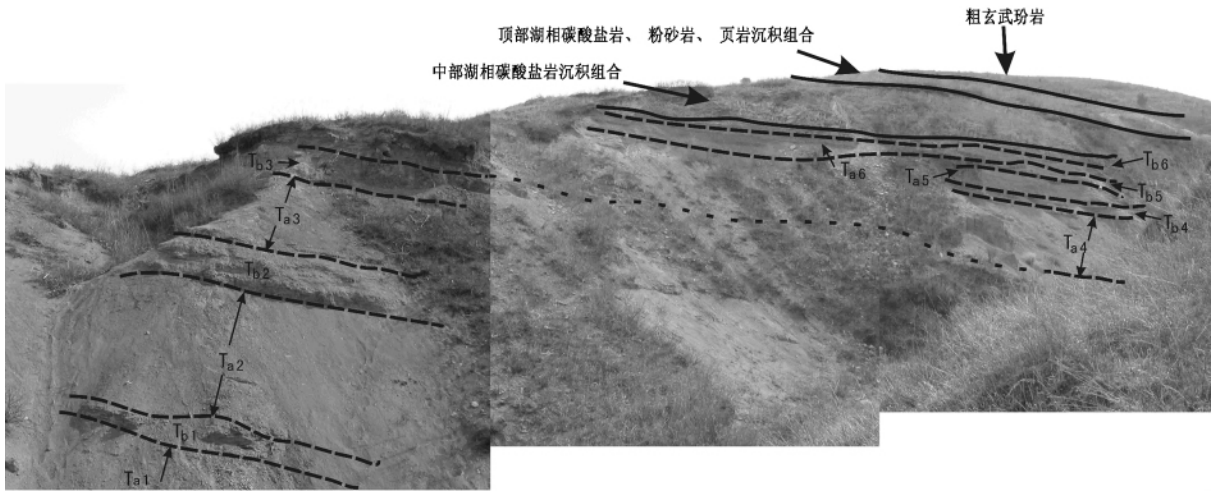 粗玄武玢岩
顶部湖相碳酸盐岩、粉砂岩、页岩沉积组合
中部湖相碳酸盐岩沉积组合
Tb3
Ta3
Tb2
Ta2
Tb1
Ta1
Ta6
Tb6
Ta5
Tb5
Tb4
Ta4